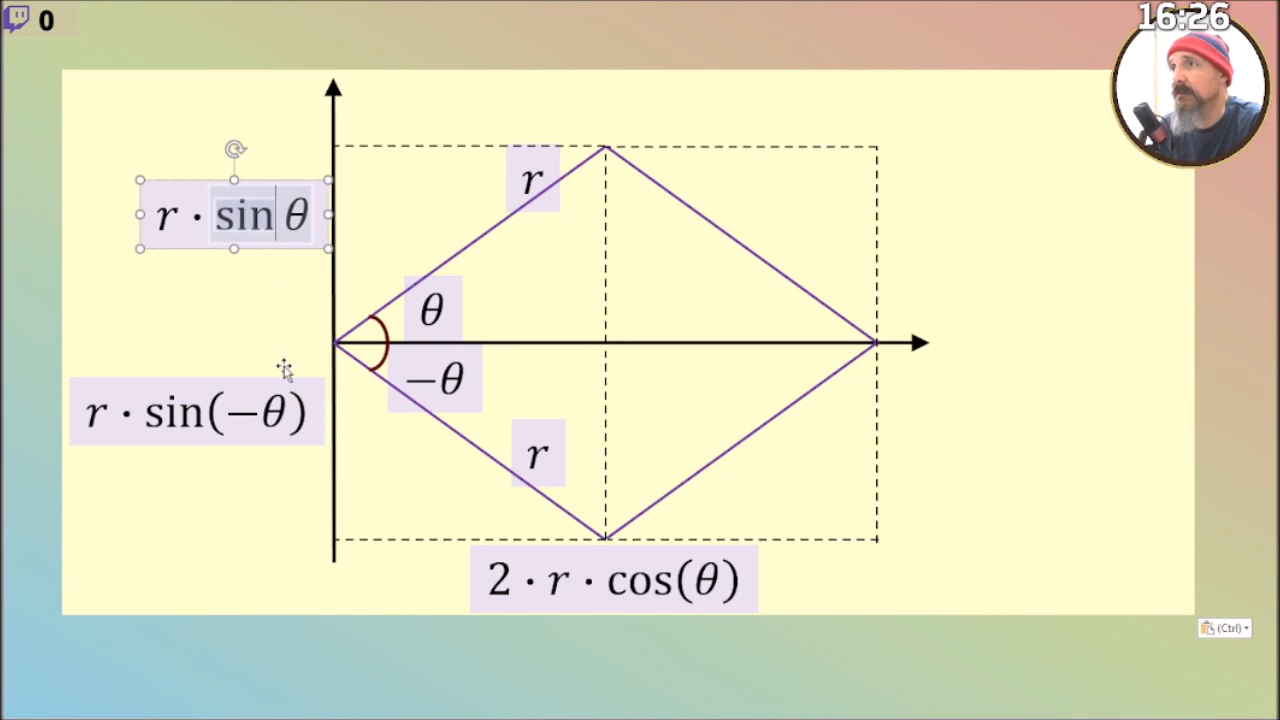 0
16:26
r
r · sin θ
θ
−θ
r · sin(−θ)
r
2 · r · cos(θ)
(Ctrl)